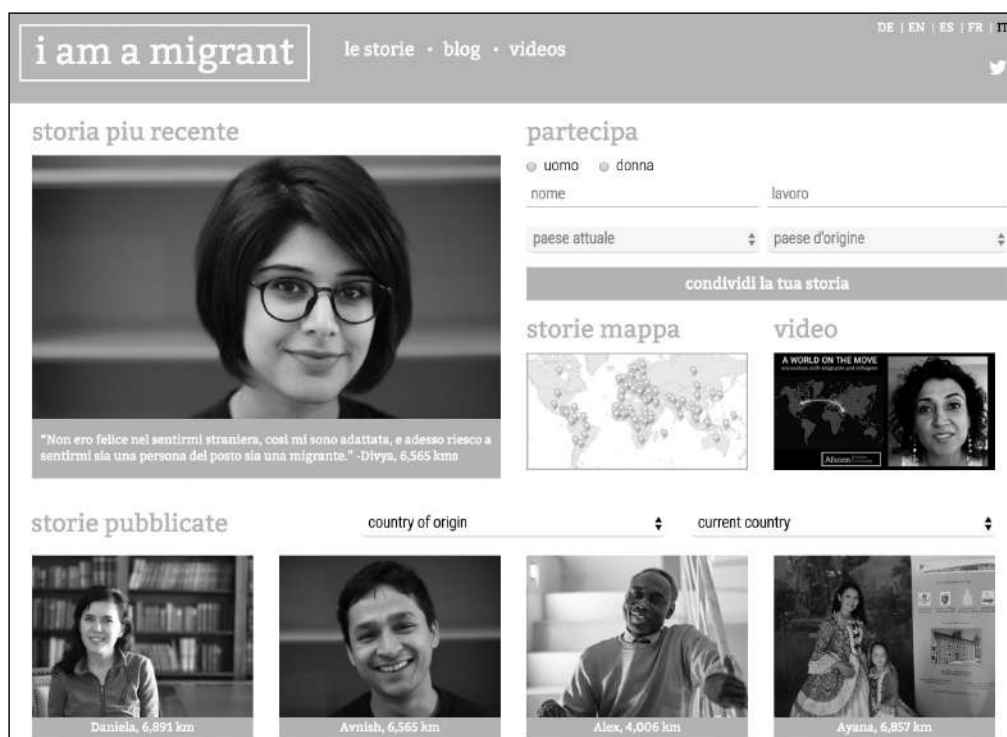 DE | EN | ES | FR | IT
i am a migrant
le storie • blog • videos
storia piu recente
"Non ero felice nel sentirmi straniera, così mi sono adattata, e adesso riesco a
sentirmi sia una persona del posto sia una migrante." -Divya, 6,565 kms
partecipa
uomo donna
nome lavoro
paese attuale paese d'origine
condividi la tua storia
storie mappa video
A WORLD ON THE MOVE
Afsoon
storie pubblicate country of origin current country
Daniela, 6,891 km
Avnish, 6,565 km
Alex, 4,006 km
Ayana, 6,857 km